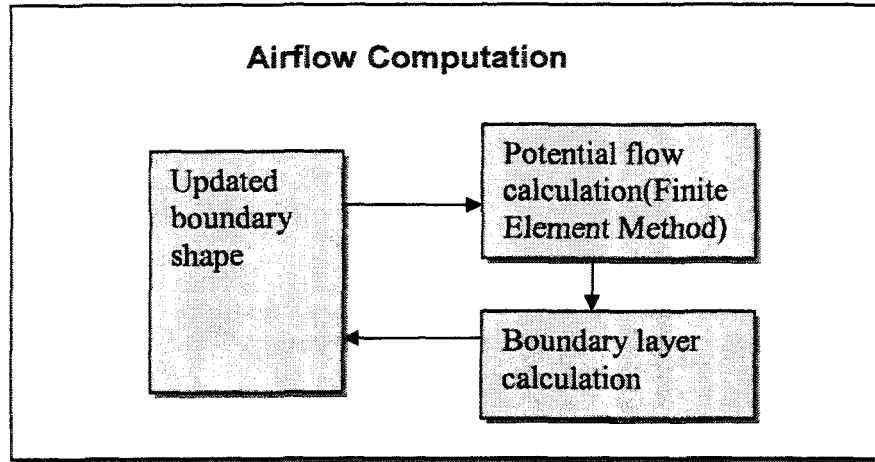 Airflow Computation
Updated
boundary
shape
Potential flow
calculation(Finite
Element Method)
Boundary layer
calculation